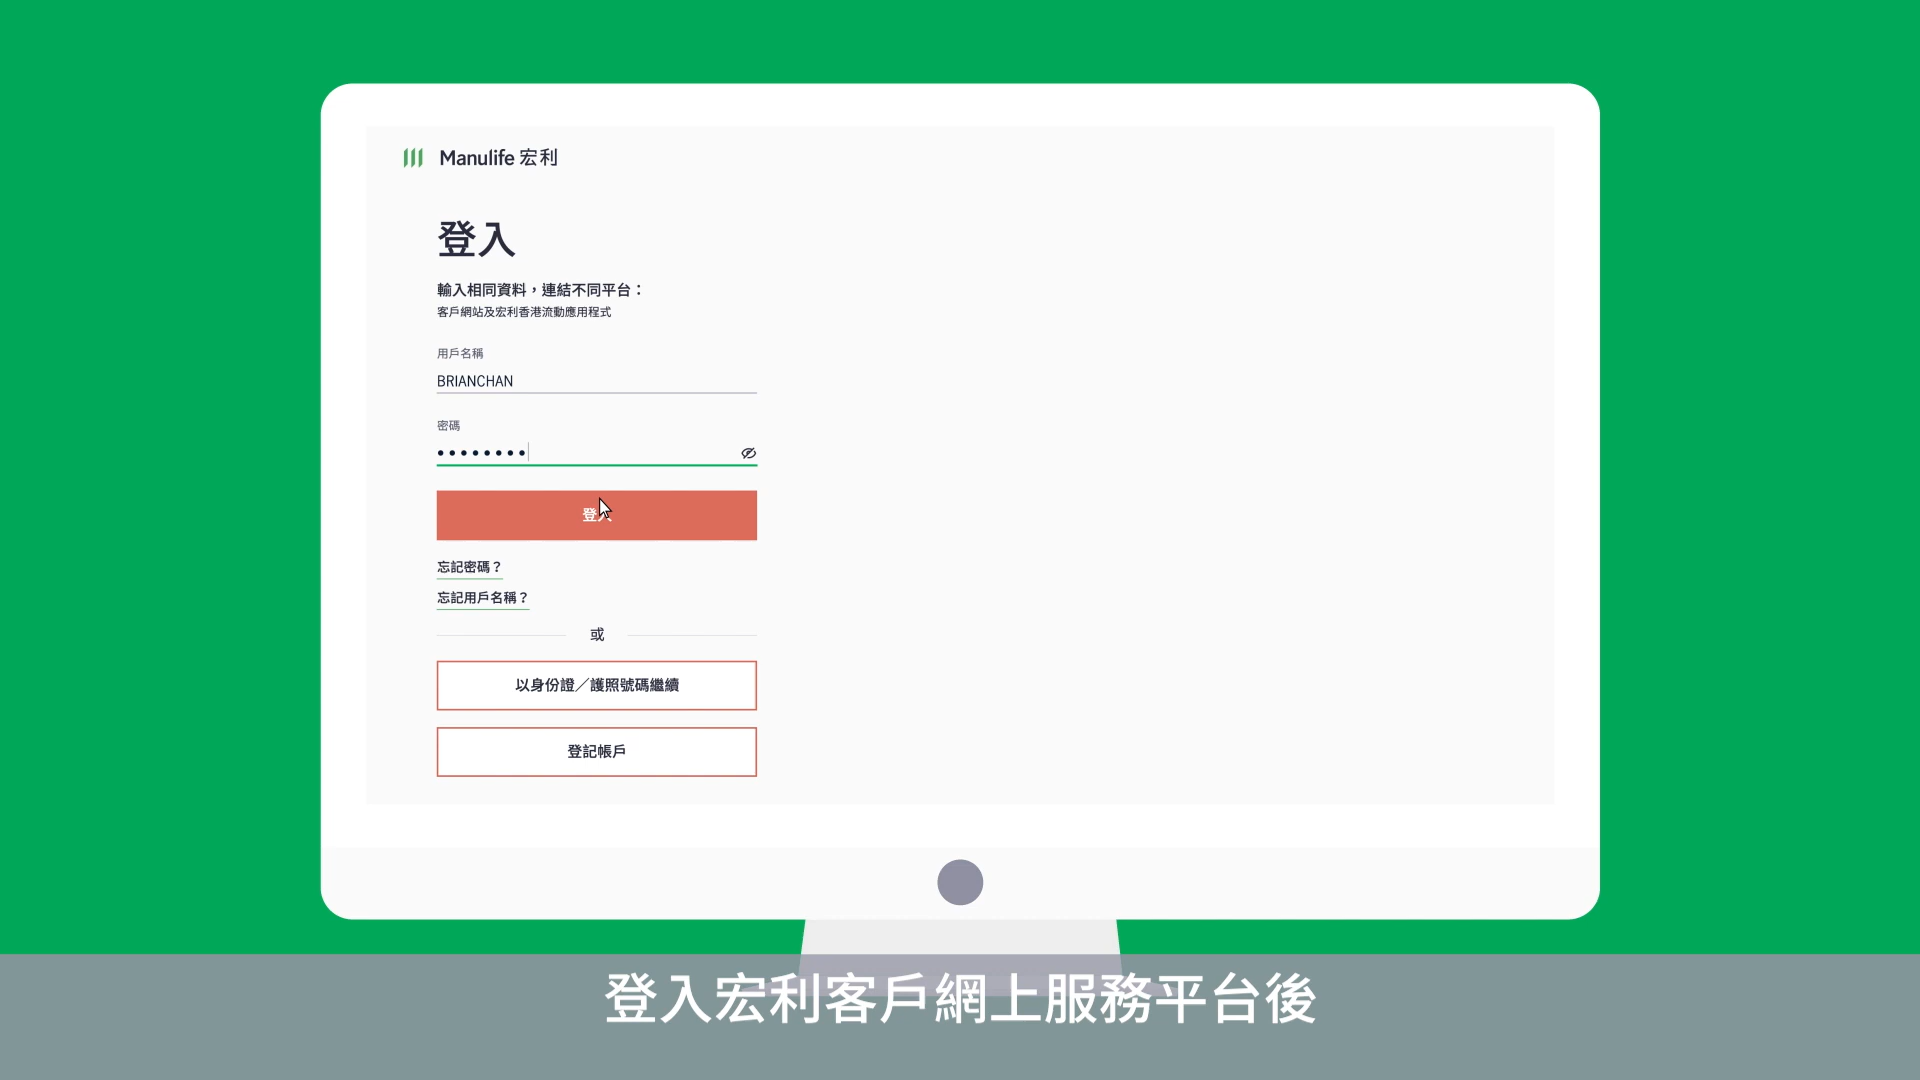 Manulife 宏利
登入
輸入相同資料，連結不同平台：
客戶網站及宏利香港流動應用程式
用戶名稱
BRIANCHAN
密碼
••••••••
登入
忘記密碼？
忘記用戶名稱？
或
以身份證／護照號碼繼續
登記帳戶
登入宏利客戶網上服務平台後